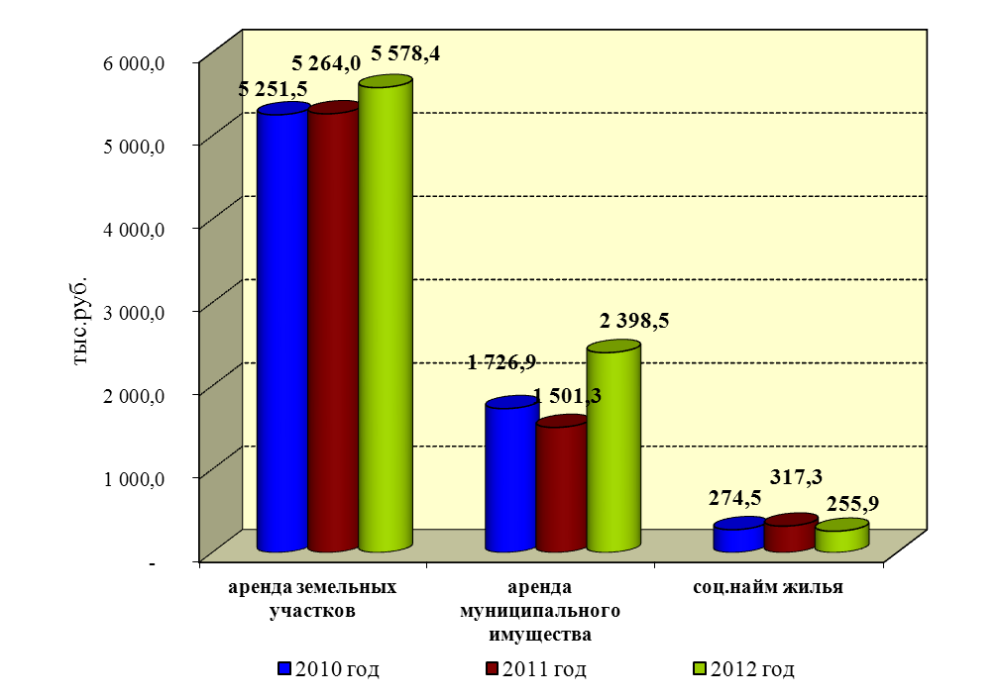 6 000,0
5 000,0
4 000,0
3 000,0
2 000,0
1 000,0
-
тыс.руб.
5 251,5
5 264,0
5 578,4
1 726,9
1 501,3
2 398,5
274,5
317,3
255,9
аренда земельных
участков
аренда
муниципального
имущества
соц.найм жилья
2010 год
2011 год
2012 год